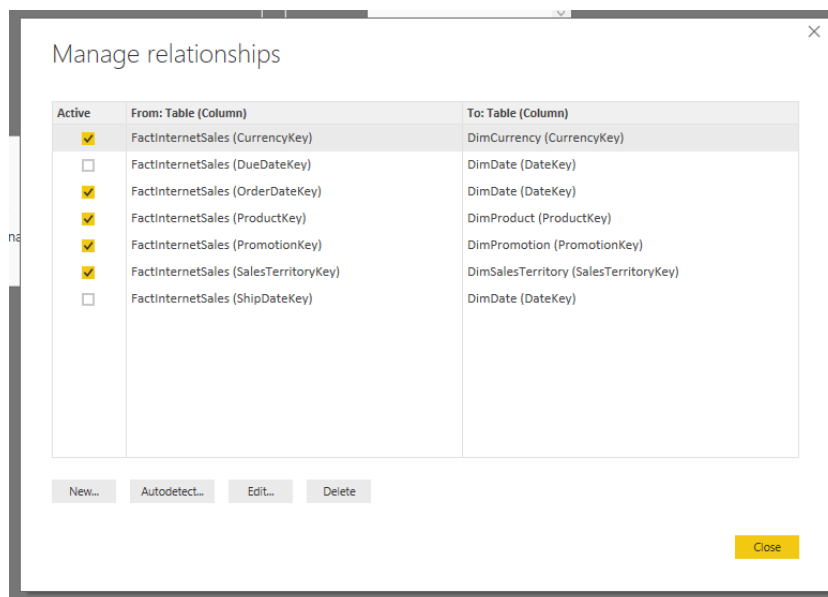 Manage relationships
Active From: Table (Column) To: Table (Column)
FactInternetSales (CurrencyKey) DimCurrency (CurrencyKey)
FactInternetSales (DueDateKey) DimDate (DateKey)
FactInternetSales (OrderDateKey) DimDate (DateKey)
FactInternetSales (ProductKey) DimProduct (ProductKey)
FactInternetSales (PromotionKey) DimPromotion (PromotionKey)
na
FactInternetSales (SalesTerritoryKey) DimSalesTerritory (SalesTerritoryKey)
FactInternetSales (ShipDateKey) DimDate (DateKey)
New... Autodetect... Edit... Delete
Close